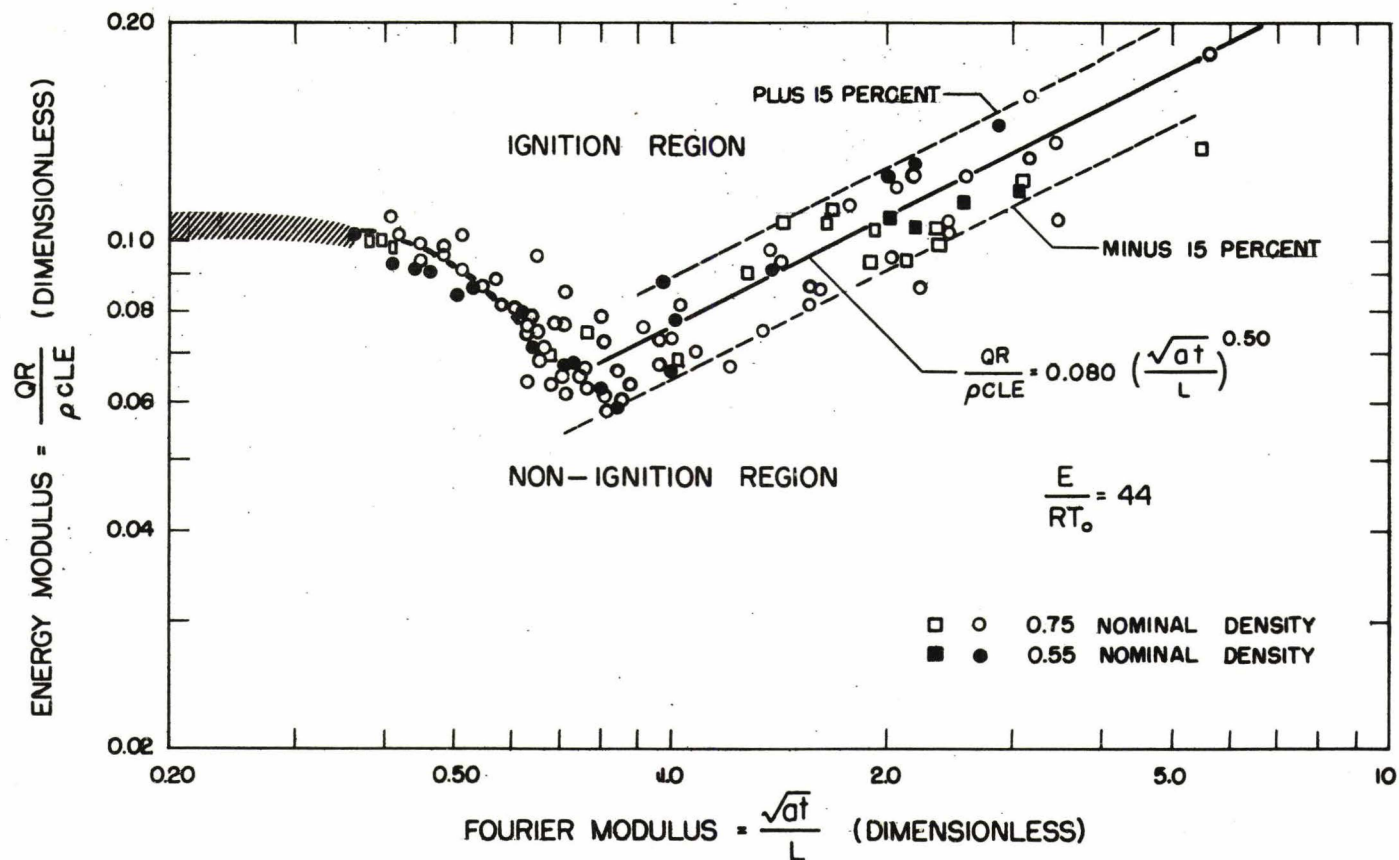 0.20
0.10
0.08
0.06
0.04
0.02
ENERGY MODULUS = QR / ρcLE (DIMENSIONLESS)
PLUS 15 PERCENT
IGNITION REGION
MINUS 15 PERCENT
QR / ρCLE = 0.080 (√at / L)^0.50
NON-IGNITION REGION
E / RT₀ = 44
0.75 NOMINAL DENSITY
0.55 NOMINAL DENSITY
0.20 0.50 1.0 2.0 5.0 10
FOURIER MODULUS = √at / L (DIMENSIONLESS)